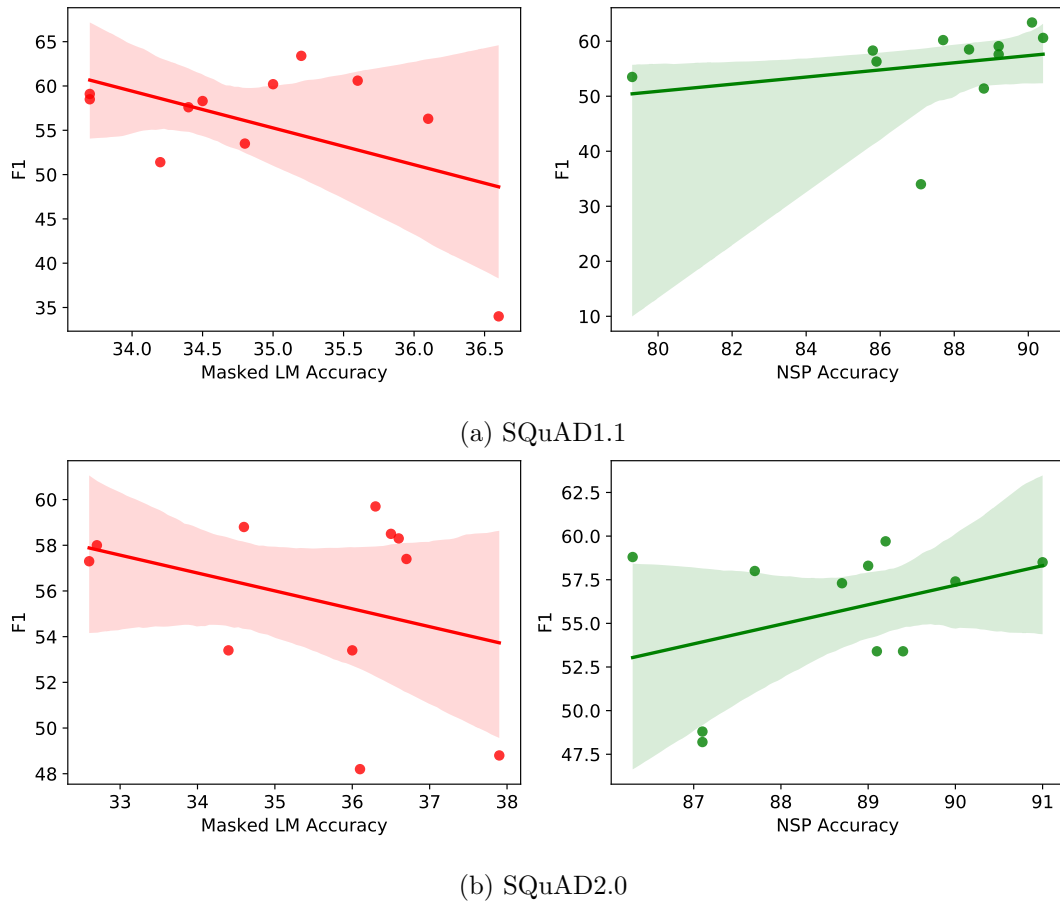 65
60
55
50
45
40
35
F1
34.0 34.5 35.0 35.5 36.0 36.5
Masked LM Accuracy
60
50
40
30
20
10
F1
80 82 84 86 88 90
NSP Accuracy
(a) SQuAD1.1
60
58
56
54
52
50
48
F1
33 34 35 36 37 38
Masked LM Accuracy
62.5
60.0
57.5
55.0
52.5
50.0
47.5
F1
87 88 89 90 91
NSP Accuracy
(b) SQuAD2.0